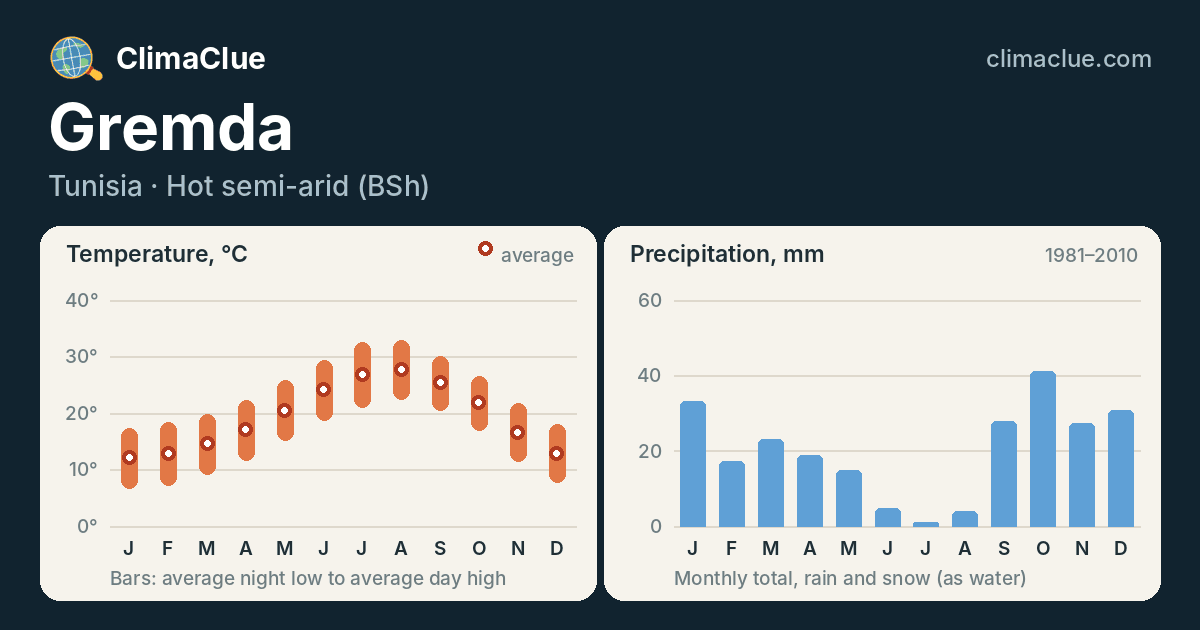 ClimaClue
climaclue.com
Gremda
Tunisia · Hot semi-arid (BSh)
Temperature, °C
average
40°
30°
20°
10°
0°
J F M A M J J A S O N D
Bars: average night low to average day high
Precipitation, mm
1981–2010
60
40
20
0
J F M A M J J A S O N D
Monthly total, rain and snow (as water)